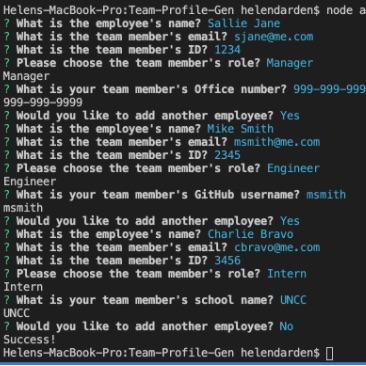 Helens-MacBook-Pro:Team-Profile-Gen helendarden$ node a
? What is the employee's name? Sallie Jane
? What is the team member's email? sjane@me.com
? What is the team member's ID? 1234
? Please choose the team member's role? Manager
Manager
? What is your team member's Office number? 999-999-999
999-999-9999
? Would you like to add another employee? Yes
? What is the employee's name? Mike Smith
? What is the team member's email? msmith@me.com
? What is the team member's ID? 2345
? Please choose the team member's role? Engineer
Engineer
? What is your team member's GitHub username? msmith
msmith
? Would you like to add another employee? Yes
? What is the employee's name? Charlie Bravo
? What is the team member's email? cbravo@me.com
? What is the team member's ID? 3456
? Please choose the team member's role? Intern
Intern
? What is your team member's school name? UNCC
UNCC
? Would you like to add another employee? No
Success!
Helens-MacBook-Pro:Team-Profile-Gen helendarden$